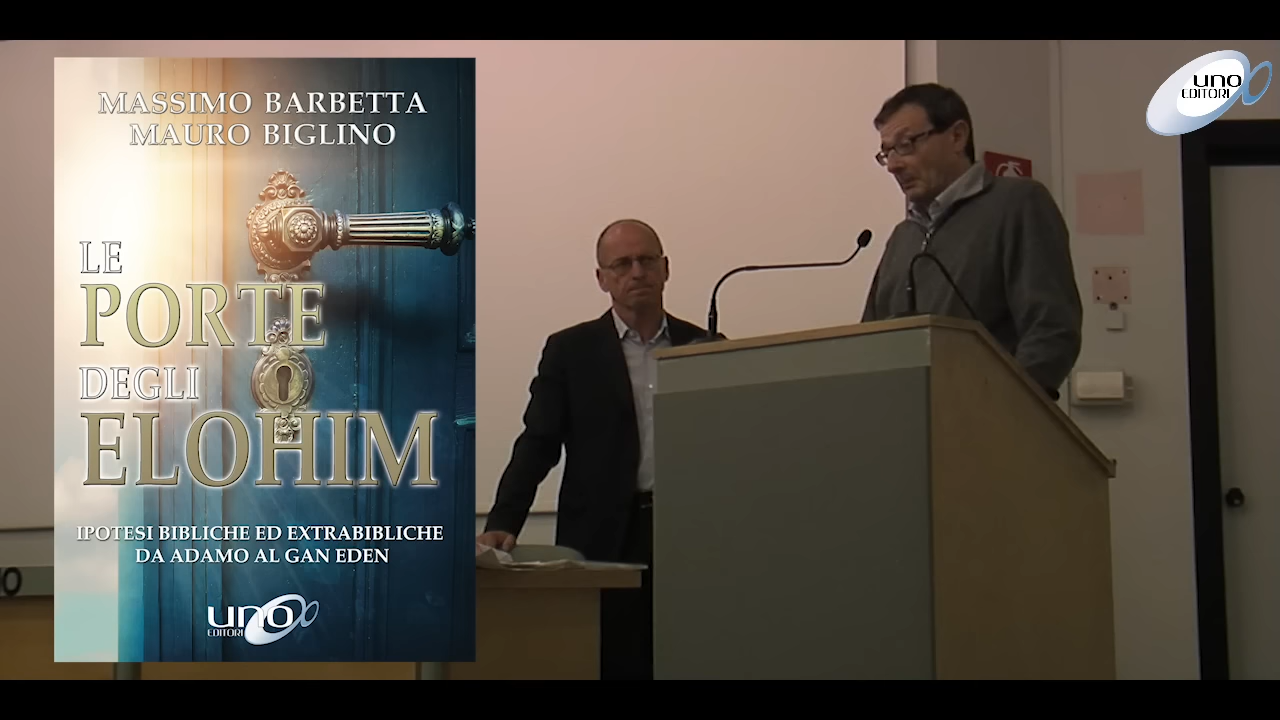 MASSIMO BARBETTA
MAURO BIGLINO
LE
PORTE
DEGLI
ELOHIM
IPOTESI BIBLICHE ED EXTRABIBLICHE
DA ADAMO AL GAN EDEN
uno
EDITORI
uno
EDITORI